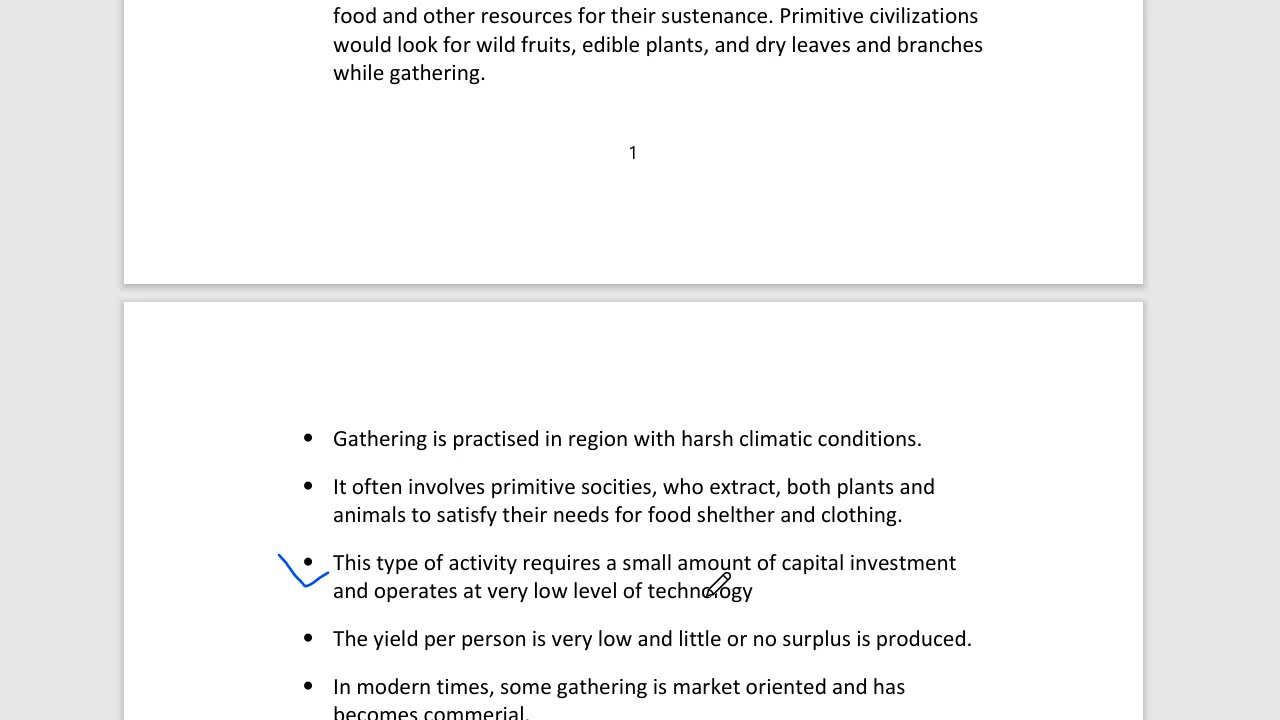 food and other resources for their sustenance. Primitive civilizations
would look for wild fruits, edible plants, and dry leaves and branches
while gathering.
1
• Gathering is practised in region with harsh climatic conditions.
• It often involves primitive socities, who extract, both plants and
animals to satisfy their needs for food shelther and clothing.
• This type of activity requires a small amount of capital investment
and operates at very low level of technology
• The yield per person is very low and little or no surplus is produced.
• In modern times, some gathering is market oriented and has
becomes commerial.